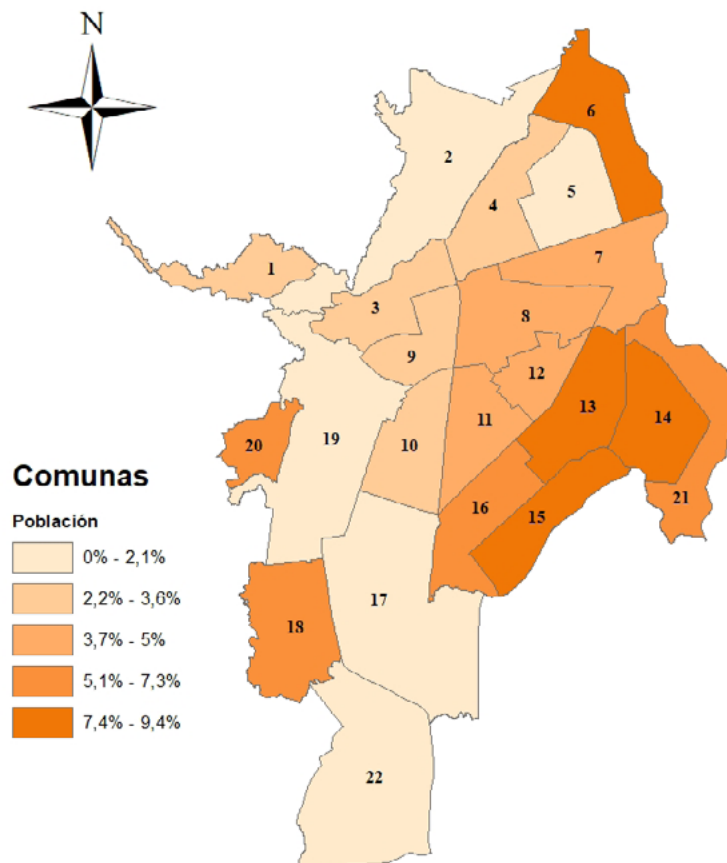 N
6
2
4
5
1
7
3
8
9
12
13
14
20
19
10
11
21
16
15
17
18
22
Comunas
Población
0% - 2,1%
2,2% - 3,6%
3,7% - 5%
5,1% - 7,3%
7,4% - 9,4%